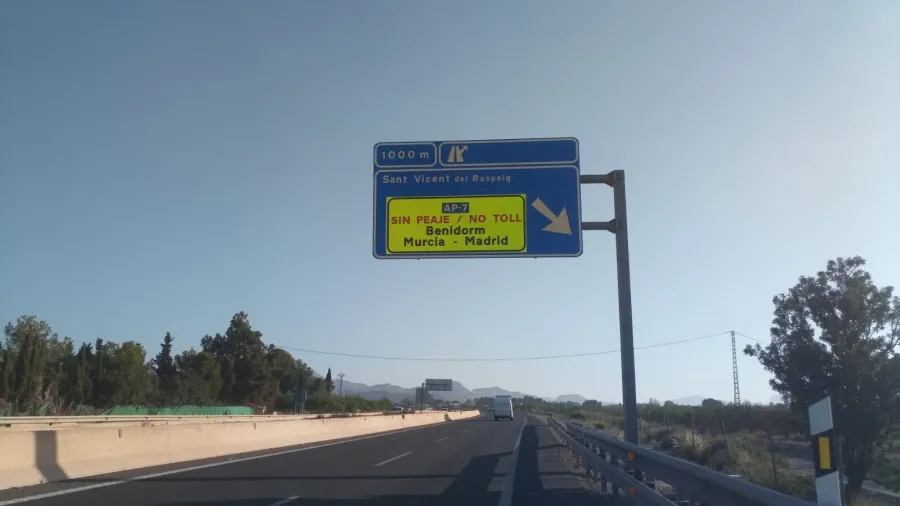 1000 m
Sant Vicent del Raspeig
AP-7
SIN PEAJE / NO TOLL
Benidorm
Murcia - Madrid